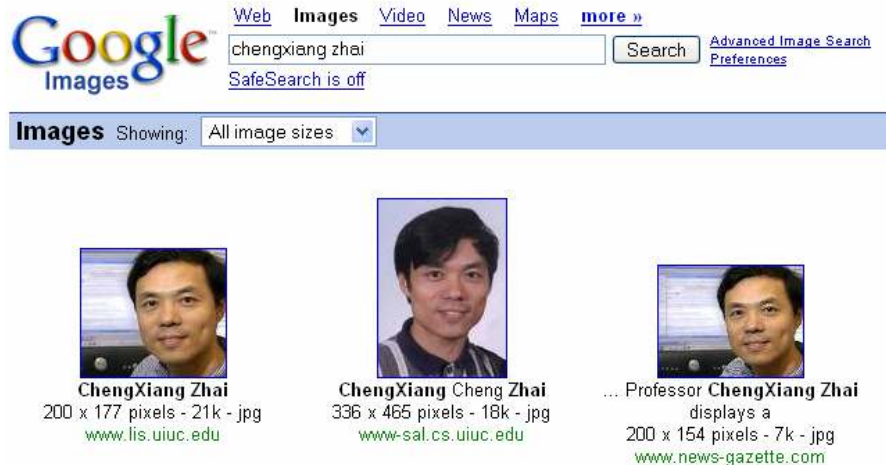 Web Images Video News Maps more »
Google
Images
chengxiang zhai Search Advanced Image Search
Preferences
SafeSearch is off
Images Showing: All image sizes
ChengXiang Zhai
200 x 177 pixels - 21k - jpg
www.lis.uiuc.edu
ChengXiang Cheng Zhai
336 x 465 pixels - 18k - jpg
www-sal.cs.uiuc.edu
... Professor ChengXiang Zhai
displays a
200 x 154 pixels - 7k - jpg
www.news-gazette.com